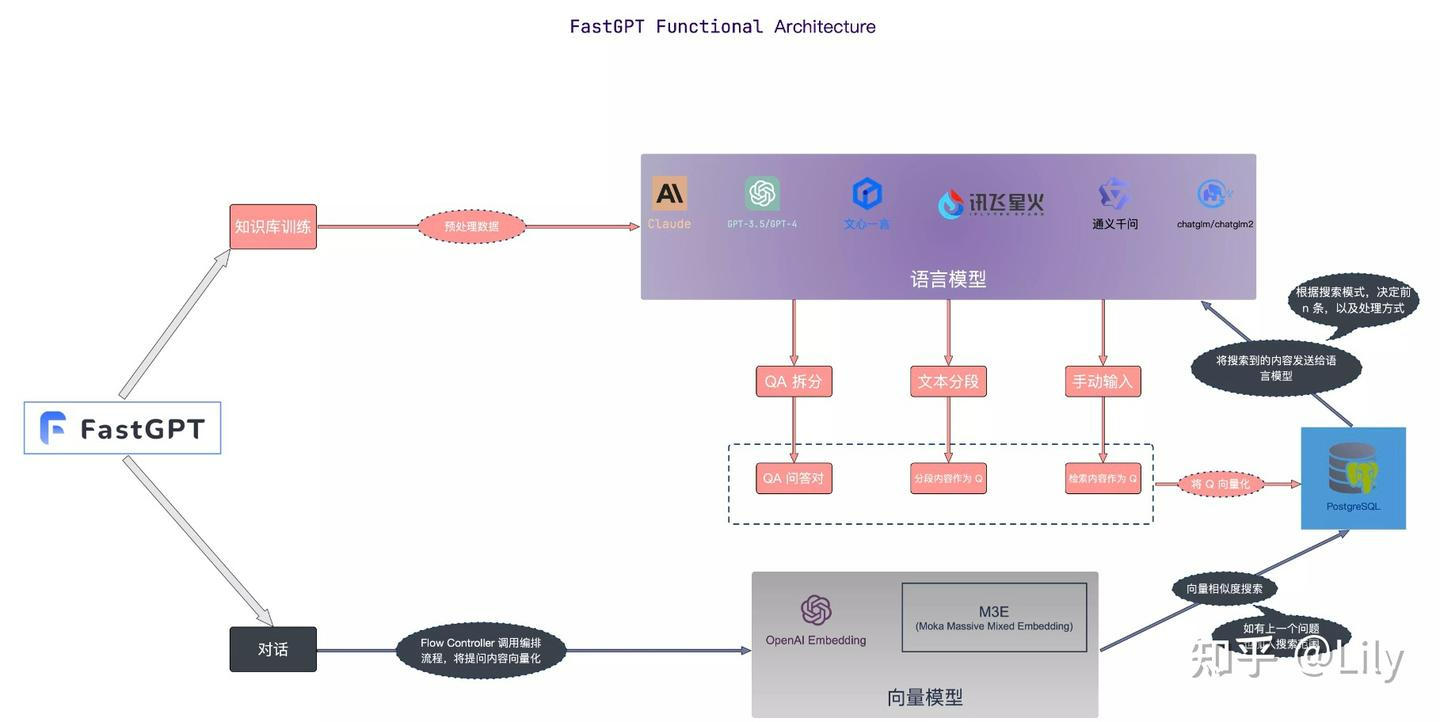 FastGPT Functional Architecture
知识库训练
预处理数据
Claude
GPT-3.5/GPT-4
文心一言
讯飞星火
IFLYTEK SPARK
通义千问
chatglm/chatglm2
语言模型
根据搜索模式，决定前
n 条，以及处理方式
将搜索到的内容发送给语
言模型
QA 拆分
文本分段
手动输入
FastGPT
QA 问答对
分段内容作为 Q
检索内容作为 Q
将 Q 向量化
PostgreSQL
向量相似度搜索
如有上一个问题
入搜索范围
对话
Flow Controller 调用编排
流程，将提问内容向量化
OpenAI Embedding
M3E
(Moka Massive Mixed Embedding)
向量模型
知乎 @Lily